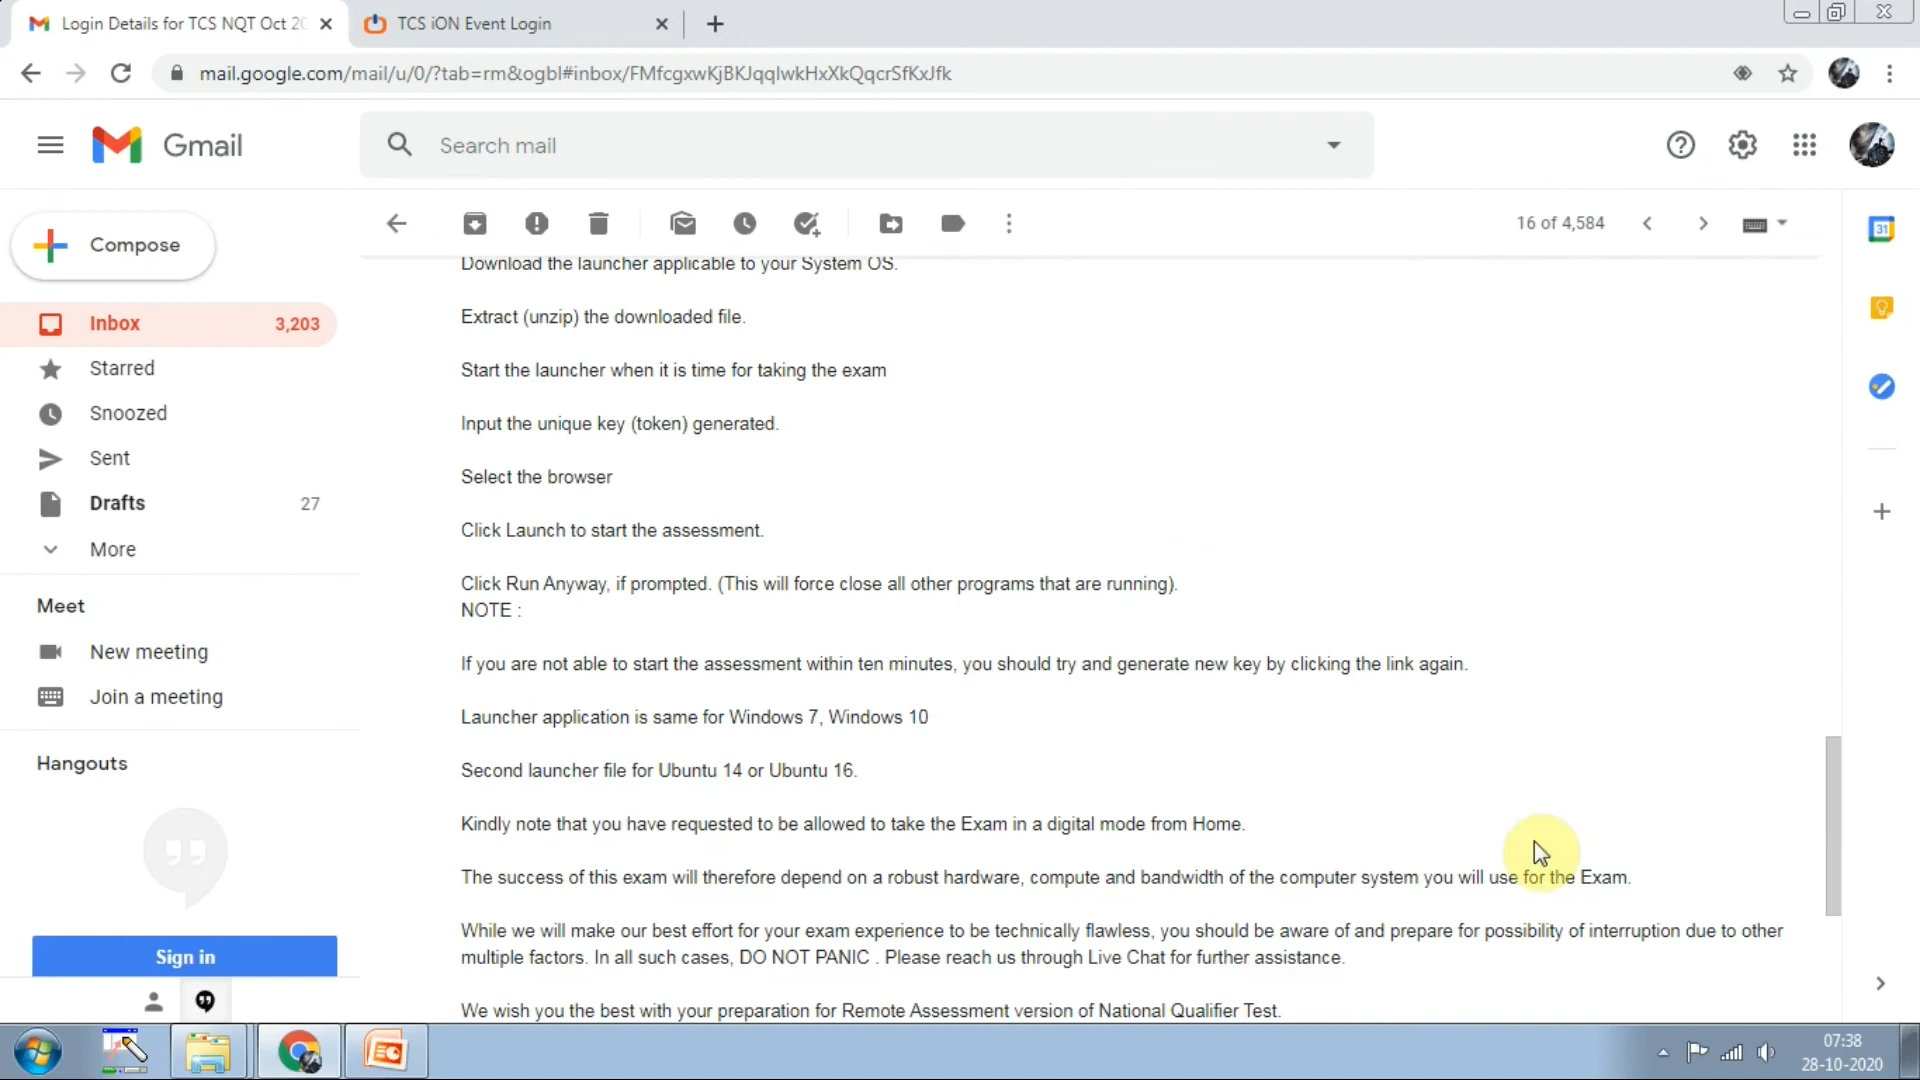 Login Details for TCS NQT Oct 20
TCS iON Event Login
mail.google.com/mail/u/0/?tab=rm&ogbl#inbox/FMfcgxwKjBKJqqlwkHxXkQqcrSfKxJfk
Gmail
Search mail
Compose
16 of 4,584
31
Inbox 3,203
Starred
Snoozed
Sent
Drafts 27
More
Meet
New meeting
Join a meeting
Hangouts
Sign in
Download the launcher applicable to your System OS.
Extract (unzip) the downloaded file.
Start the launcher when it is time for taking the exam
Input the unique key (token) generated.
Select the browser
Click Launch to start the assessment.
Click Run Anyway, if prompted. (This will force close all other programs that are running).
NOTE :
If you are not able to start the assessment within ten minutes, you should try and generate new key by clicking the link again.
Launcher application is same for Windows 7, Windows 10
Second launcher file for Ubuntu 14 or Ubuntu 16.
Kindly note that you have requested to be allowed to take the Exam in a digital mode from Home.
The success of this exam will therefore depend on a robust hardware, compute and bandwidth of the computer system you will use for the Exam.
While we will make our best effort for your exam experience to be technically flawless, you should be aware of and prepare for possibility of interruption due to other
multiple factors. In all such cases, DO NOT PANIC . Please reach us through Live Chat for further assistance.
We wish you the best with your preparation for Remote Assessment version of National Qualifier Test.
07:38
28-10-2020